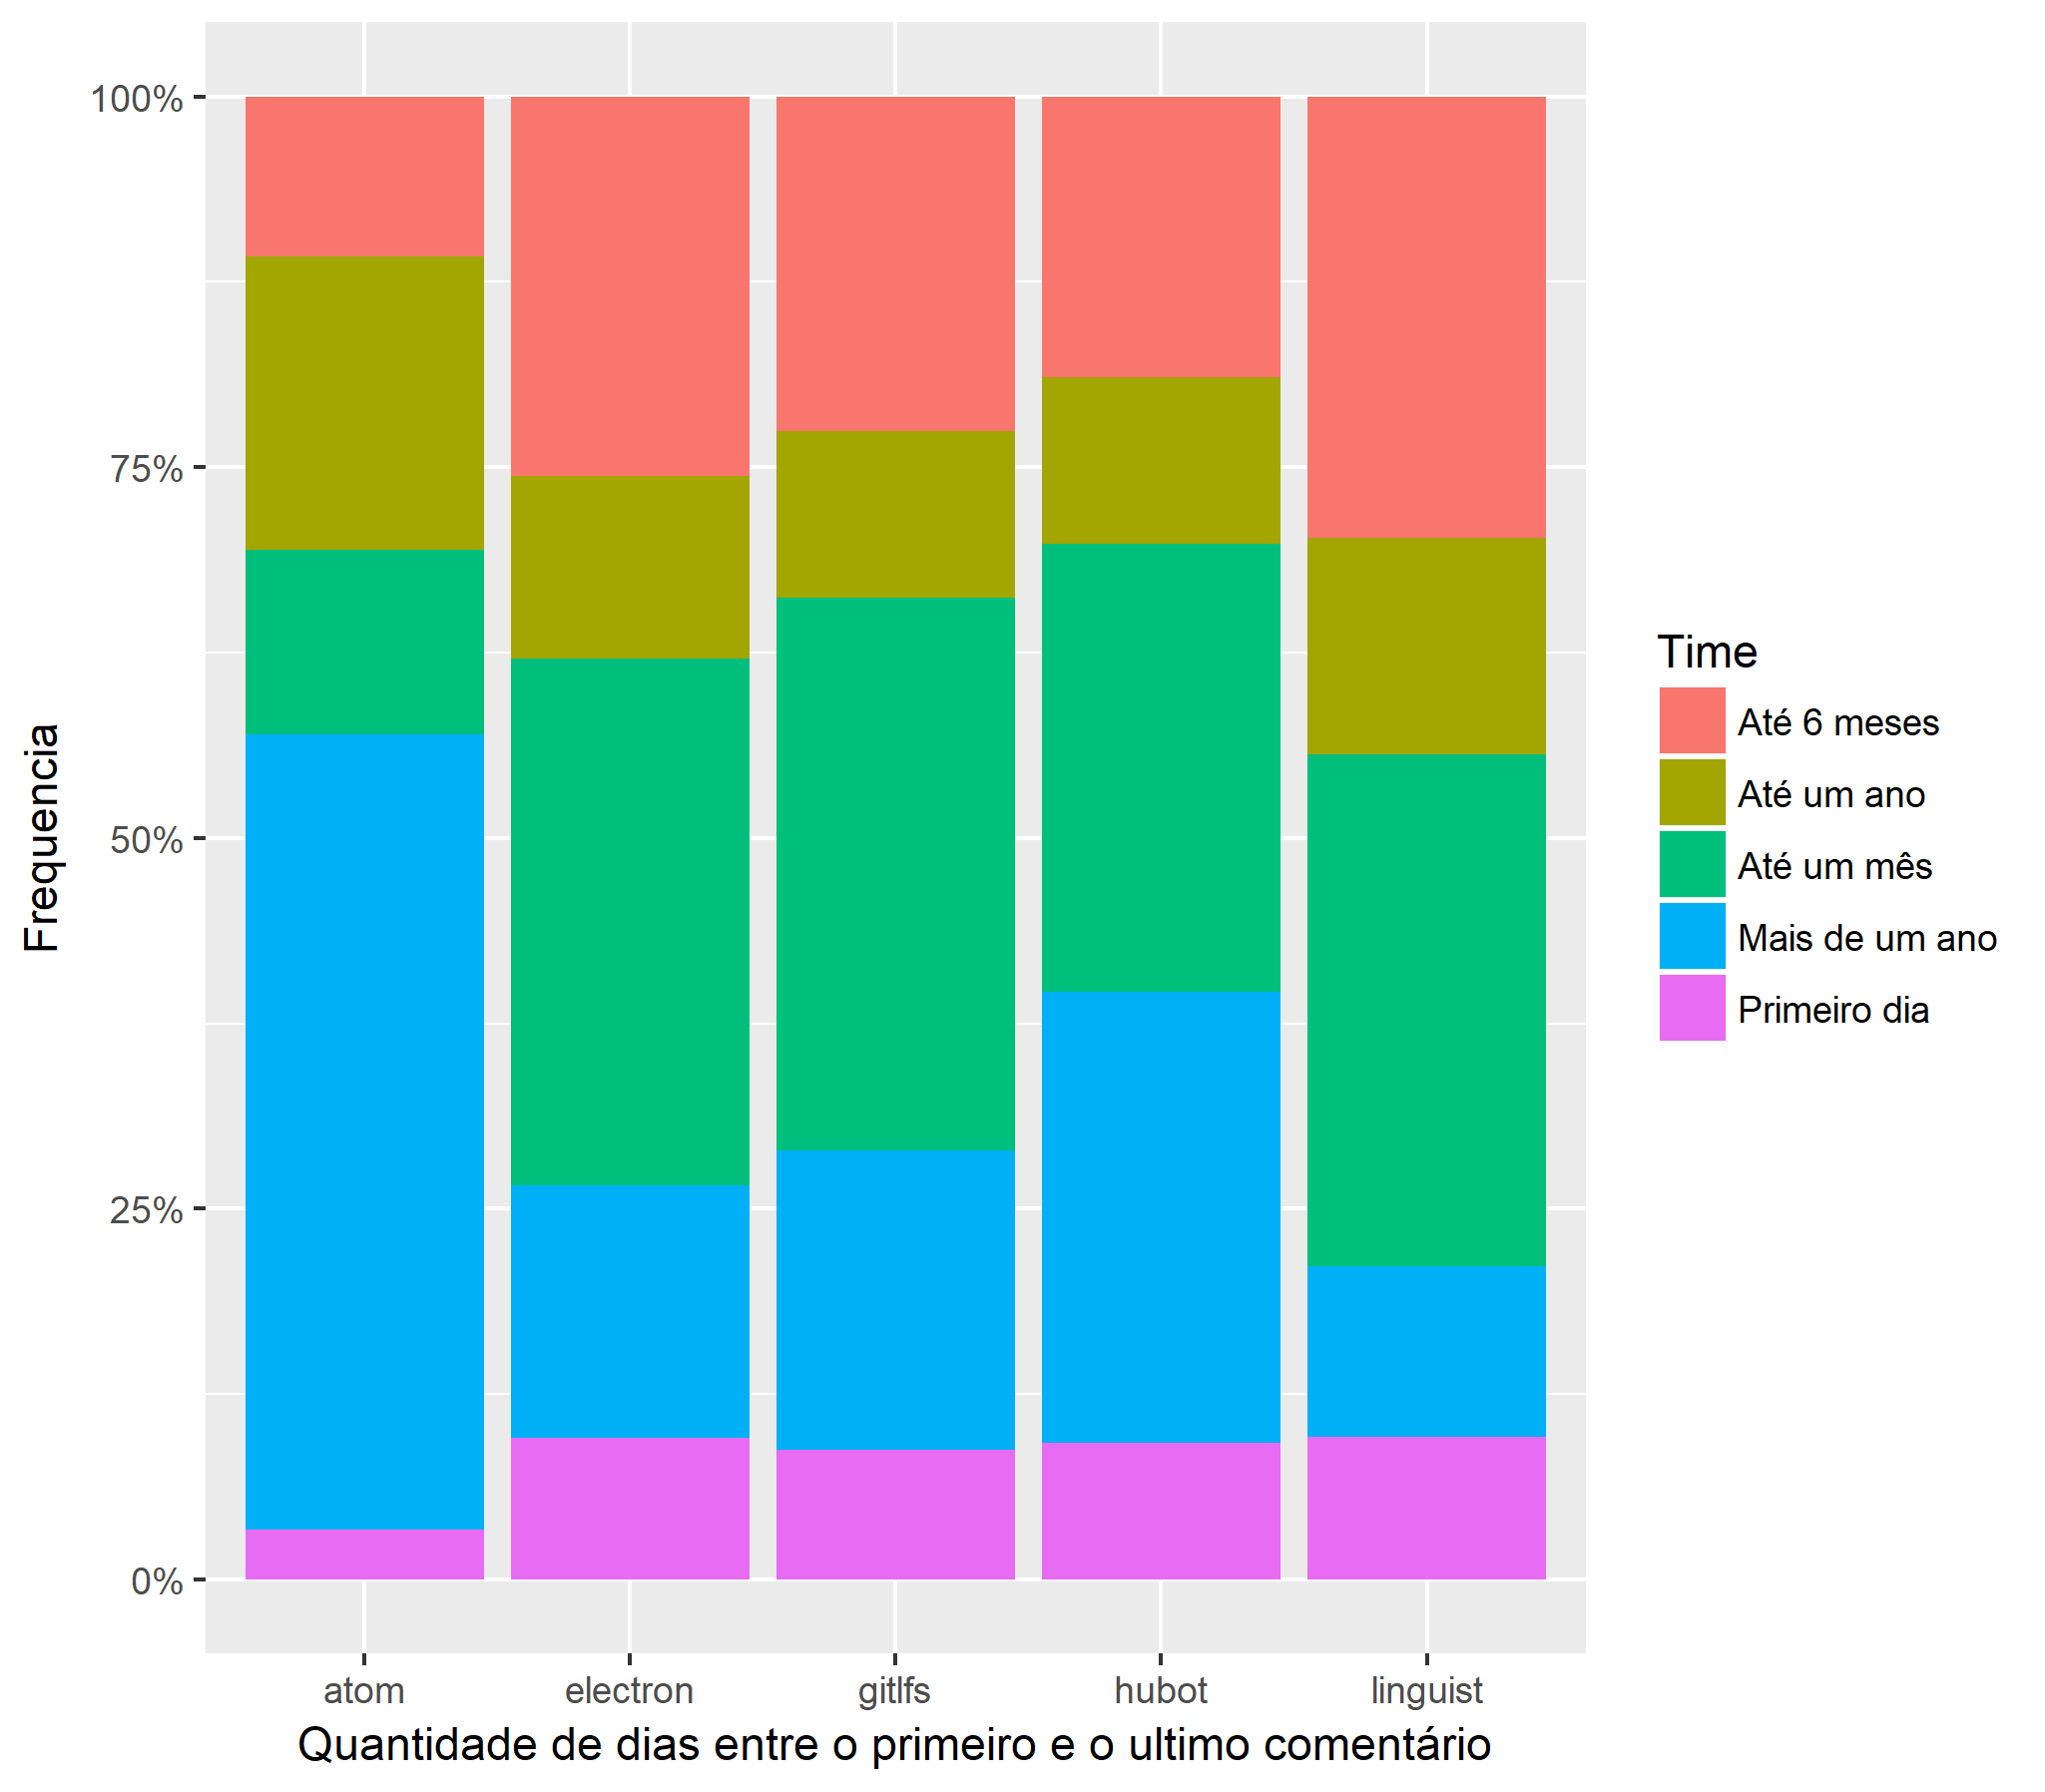 100%
75%
50%
25%
0%
Frequencia
atom
electron
gitlfs
hubot
linguist
Quantidade de dias entre o primeiro e o ultimo comentário
Time
Até 6 meses
Até um ano
Até um mês
Mais de um ano
Primeiro dia